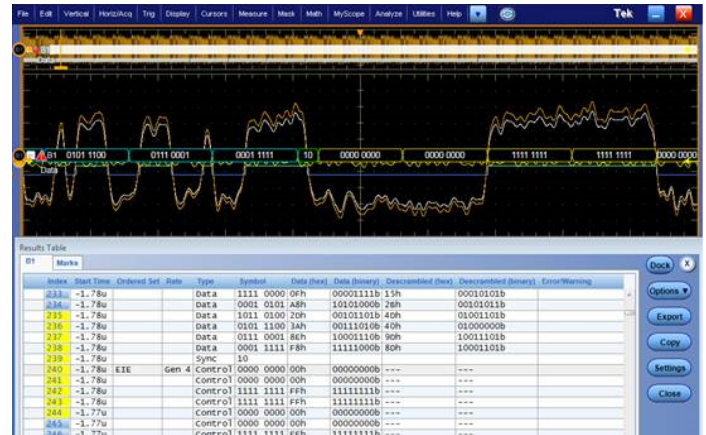 File Edit Vertical Horiz/Acq Trig Display Cursors Measure Mask Math MyScope Analyze Utilities Help Tek X
B1
Data
B1 0101 1100 0111 0001 0001 1111 10 0000 0000 0000 0000 1111 1111 1111 1111 0000 0000
Data
Results Table
B1 Marks Dock X
Index Start Time Ordered Set Rate Type Symbol Data (hex) Data (binary) Descrambled (hex) Descrambled (binary) Error/Warning
233 -1.78u Data 1111 0000 0Fh 00001111b 15h 00010101b Options
234 -1.78u Data 0001 0101 A8h 10101000b 2Bh 00101011b
235 -1.78u Data 1011 0100 2Dh 00101101b 4Dh 01001101b Export
236 -1.78u Data 0101 1100 3Ah 00111010b 40h 01000000b
237 -1.78u Data 0111 0001 8Eh 10001110b
238 -1.78u Data 0001 1111 F8h 11111000b 8Dh 10001101b Copy
239 -1.78u Sync 10
240 -1.78u EIE Gen 4 Control 0000 0000 00h 00000000b --- --- Settings
241 -1.78u Control 0000 0000 00h 00000000b --- ---
242 -1.78u Control 1111 1111 FFh 11111111b --- --- Close
243 -1.78u Control 1111 1111 FFh 11111111b --- ---
244 -1.77u Control 0000 0000 00h 00000000b --- ---
245 -1.77u Control 0000 0000 00h 00000000b --- ---